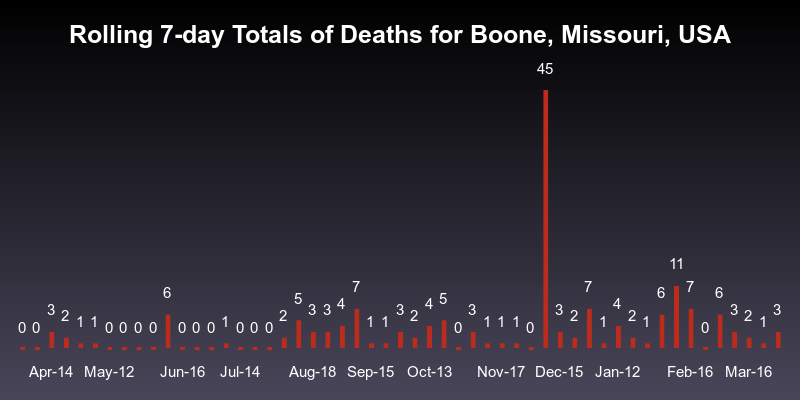 Rolling 7-day Totals of Deaths for Boone, Missouri, USA
45
11
7 7 7
6 6 6 6
5 5
4 4 4
3 3 3 3 3 3 3 3
2 2 2 2 2 2
1 1 1 1 1 1 1 1 1 1 1 1
0 0 0 0 0 0 0 0 0 0 0 0 0 0 0 0
Apr-14 May-12 Jun-16 Jul-14 Aug-18 Sep-15 Oct-13 Nov-17 Dec-15 Jan-12 Feb-16 Mar-16